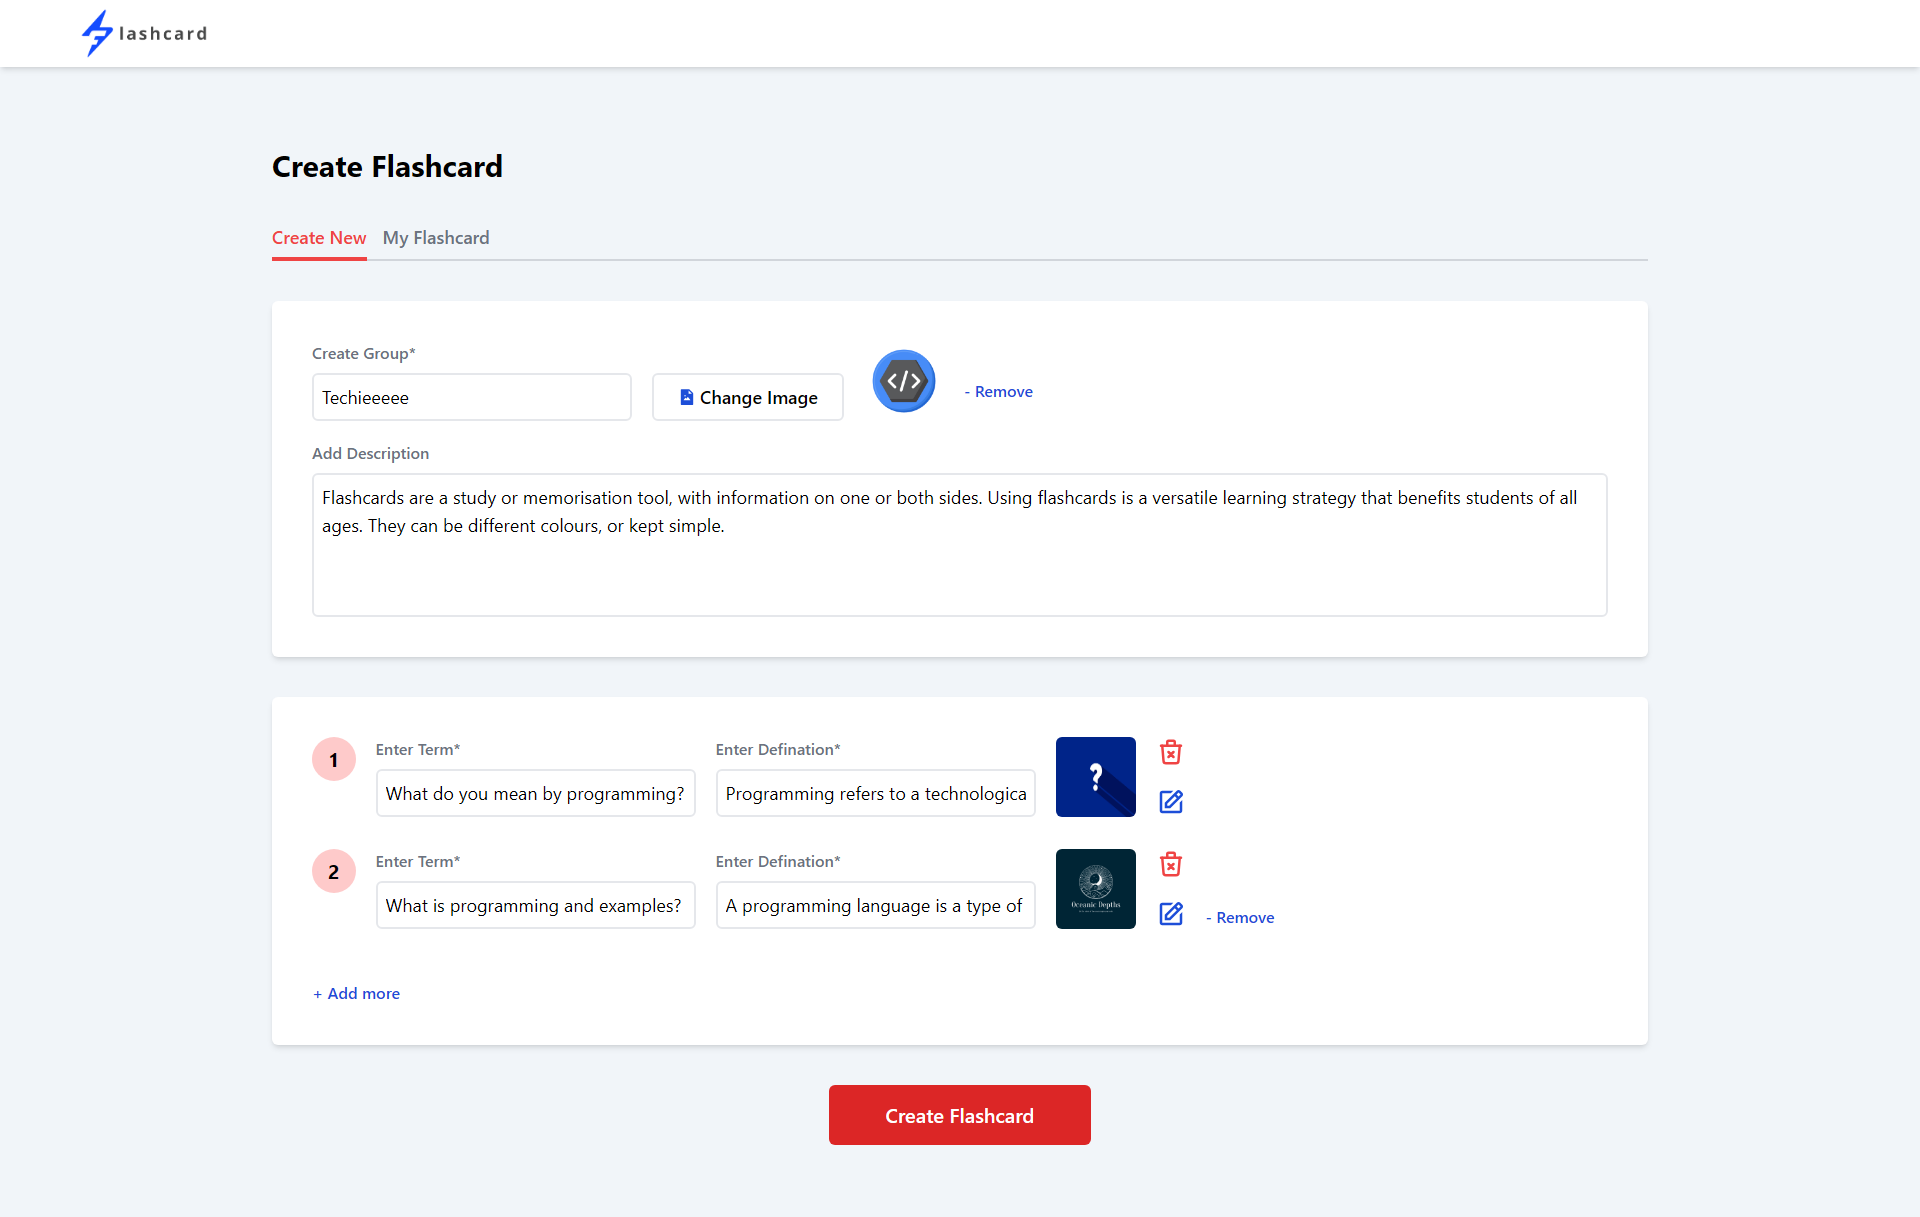 lashcard
Create Flashcard
Create New My Flashcard
Create Group*
Techieeeee
Change Image
- Remove
Add Description
Flashcards are a study or memorisation tool, with information on one or both sides. Using flashcards is a versatile learning strategy that benefits students of all
ages. They can be different colours, or kept simple.
1
Enter Term*
Enter Defination*
What do you mean by programming?
Programming refers to a technologica
?
2
Enter Term*
Enter Defination*
What is programming and examples?
A programming language is a type of
Oceanic Depths
- Remove
+ Add more
Create Flashcard